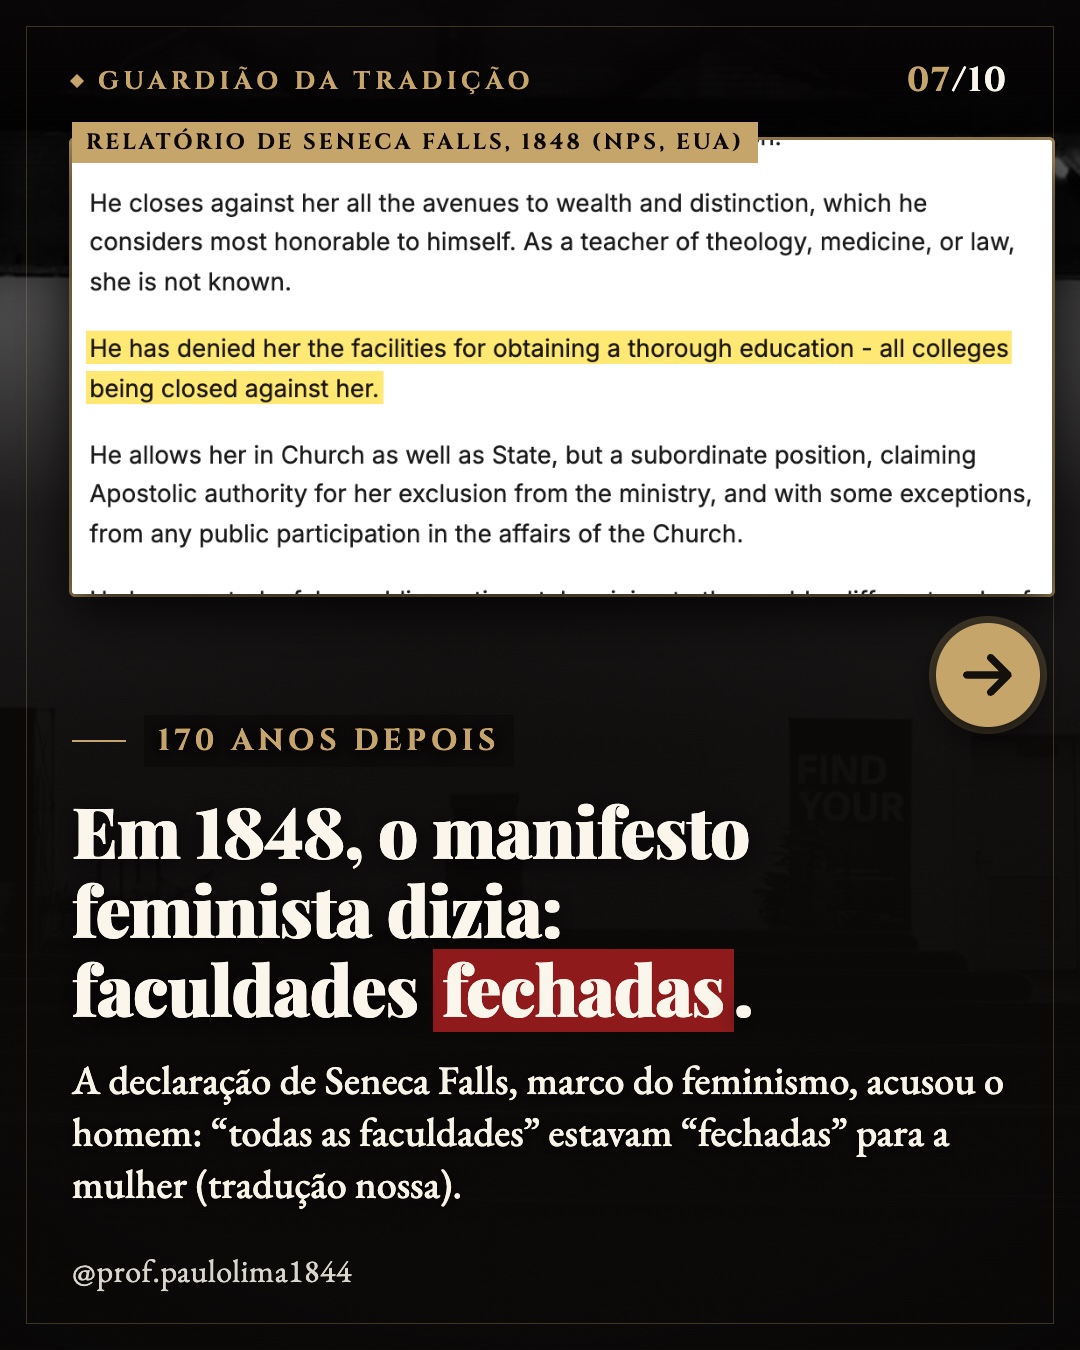 ◆ GUARDIÃO DA TRADIÇÃO
07/10
RELATÓRIO DE SENECA FALLS, 1848 (NPS, EUA)
He closes against her all the avenues to wealth and distinction, which he
considers most honorable to himself. As a teacher of theology, medicine, or law,
she is not known.
He has denied her the facilities for obtaining a thorough education - all colleges
being closed against her.
He allows her in Church as well as State, but a subordinate position, claiming
Apostolic authority for her exclusion from the ministry, and with some exceptions,
from any public participation in the affairs of the Church.
FIND
YOUR
170 ANOS DEPOIS
Em 1848, o manifesto
feminista dizia:
faculdades fechadas.
A declaração de Seneca Falls, marco do feminismo, acusou o
homem: “todas as faculdades” estavam “fechadas” para a
mulher (tradução nossa).
@prof.paulolima1844